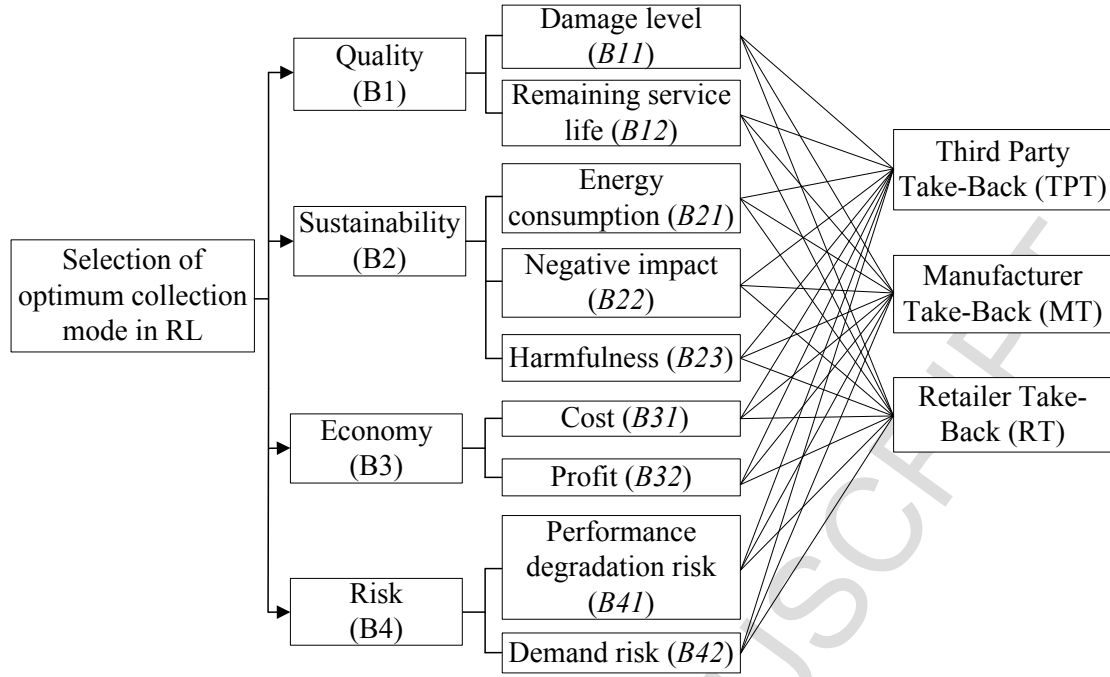 Selection of
optimum collection
mode in RL
Quality
(B1)
Sustainability
(B2)
Economy
(B3)
Risk
(B4)
Damage level
(B11)
Remaining service
life (B12)
Energy
consumption (B21)
Negative impact
(B22)
Harmfulness (B23)
Cost (B31)
Profit (B32)
Performance
degradation risk
(B41)
Demand risk (B42)
Third Party
Take-Back (TPT)
Manufacturer
Take-Back (MT)
Retailer Take-
Back (RT)